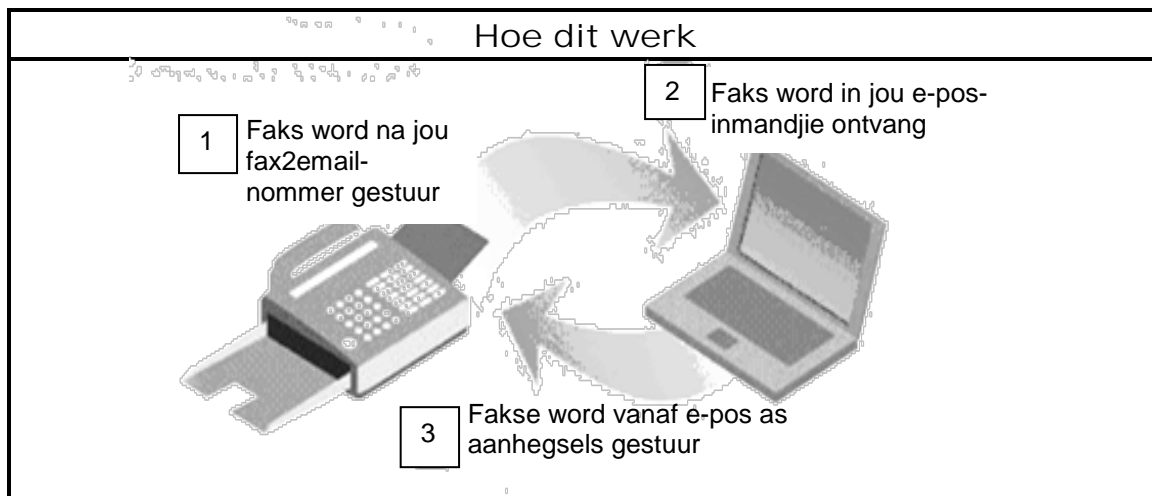 Hoe dit werk
1
Faks word na jou
fax2email-
nommer gestuur
2
Faks word in jou e-pos-
inmandjie ontvang
3
Fakse word vanaf e-pos as
aanhegsels gestuur